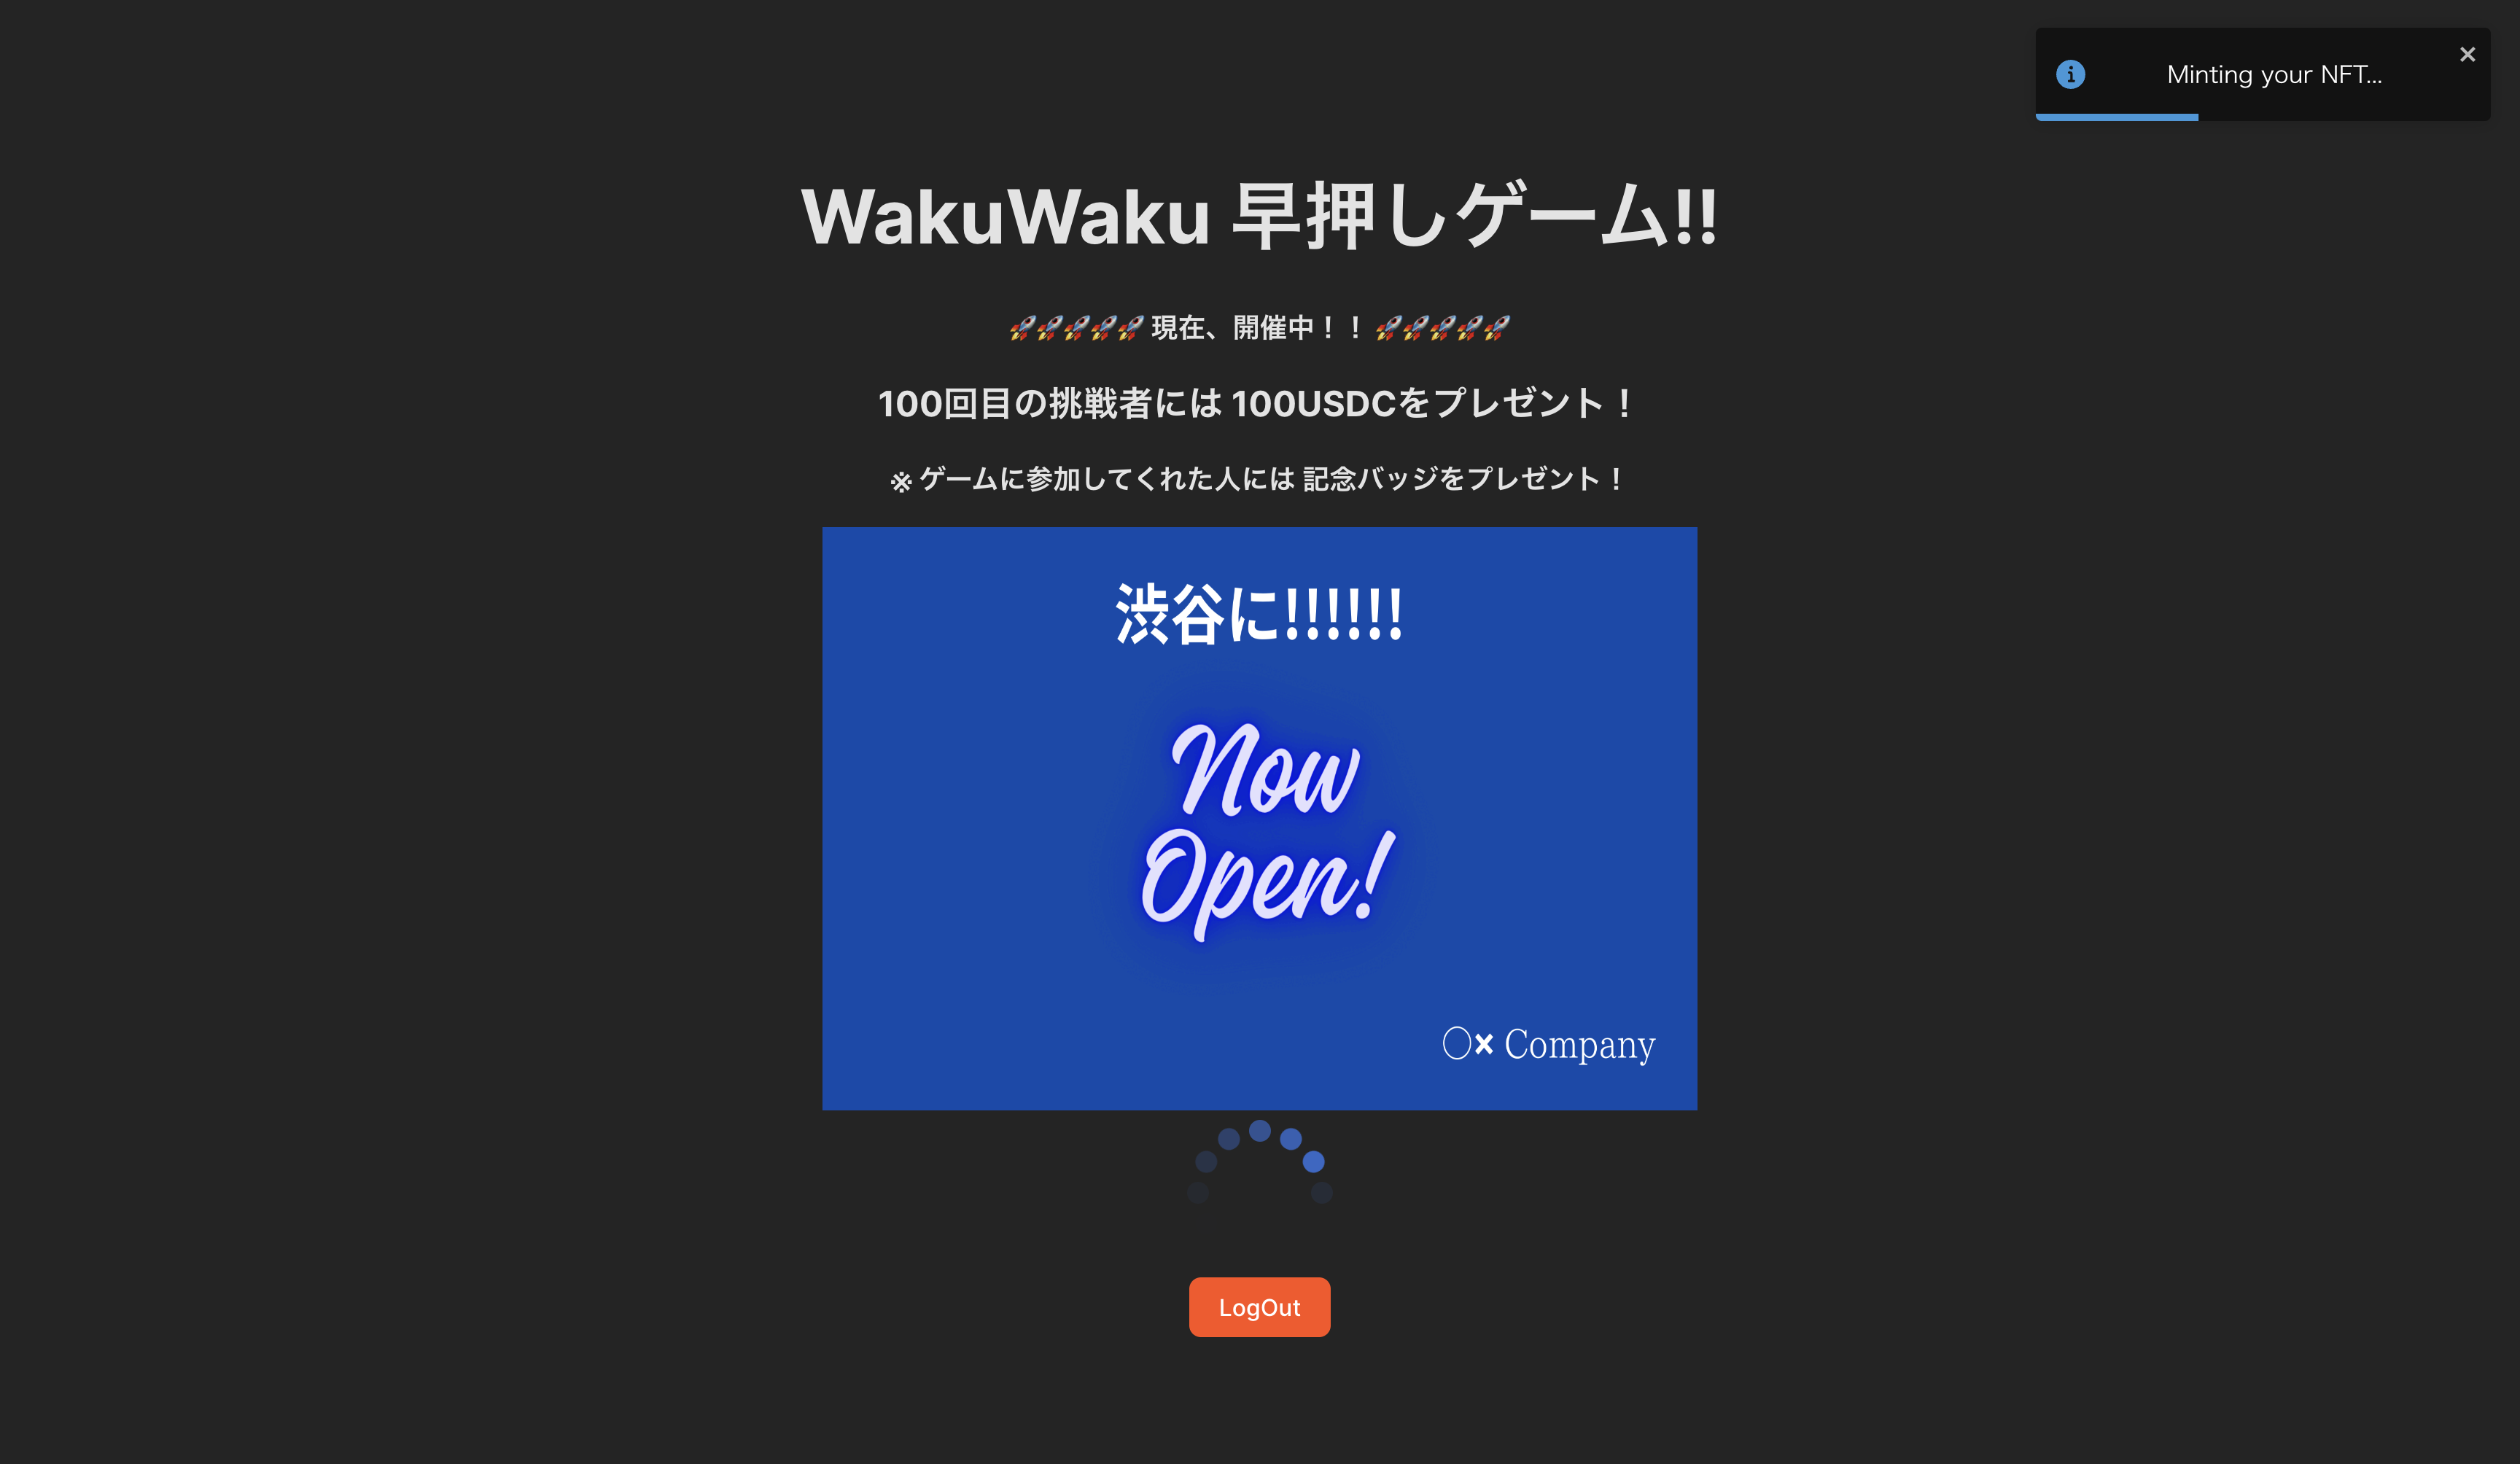 Minting your NFT...
WakuWaku 早押しゲーム!!
🚀🚀🚀🚀🚀 現在、開催中！！ 🚀🚀🚀🚀🚀
100回目の挑戦者には 100USDCをプレゼント！
※ ゲームに参加してくれた人には 記念バッジをプレゼント！
渋谷に!!!!!!
Now
Open!
○× Company
LogOut